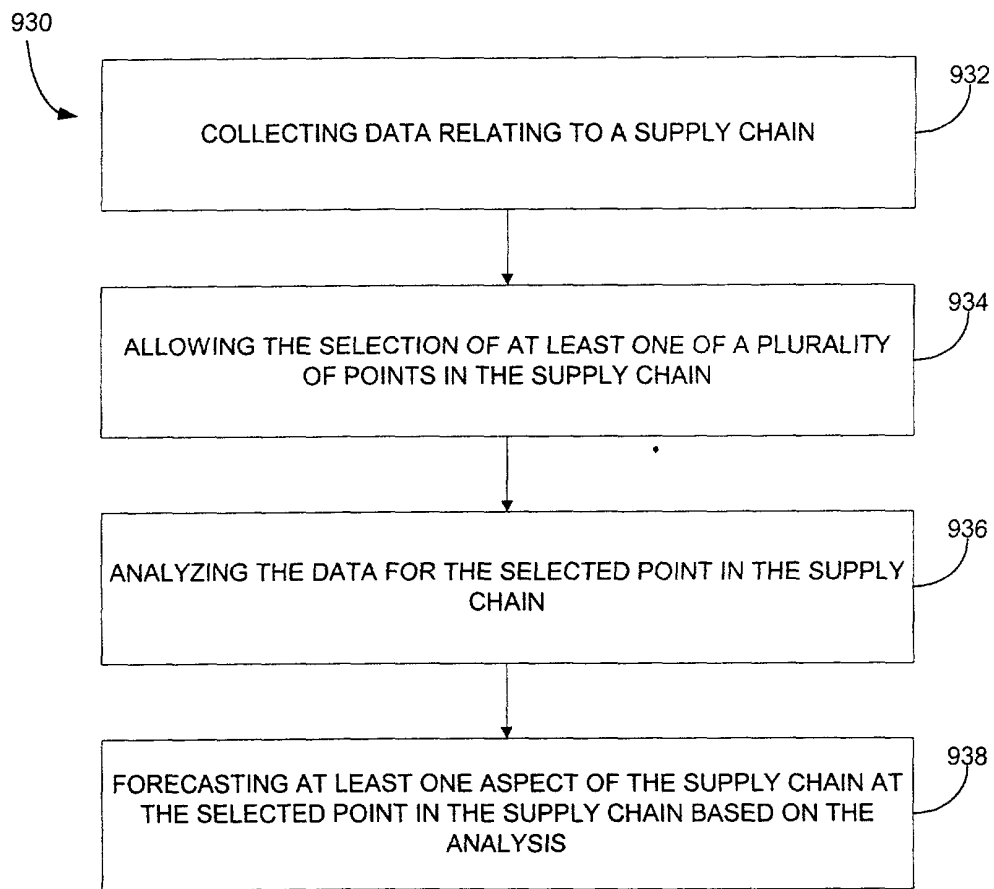 930
932
COLLECTING DATA RELATING TO A SUPPLY CHAIN
934
ALLOWING THE SELECTION OF AT LEAST ONE OF A PLURALITY
OF POINTS IN THE SUPPLY CHAIN
936
ANALYZING THE DATA FOR THE SELECTED POINT IN THE SUPPLY
CHAIN
938
FORECASTING AT LEAST ONE ASPECT OF THE SUPPLY CHAIN AT
THE SELECTED POINT IN THE SUPPLY CHAIN BASED ON THE
ANALYSIS